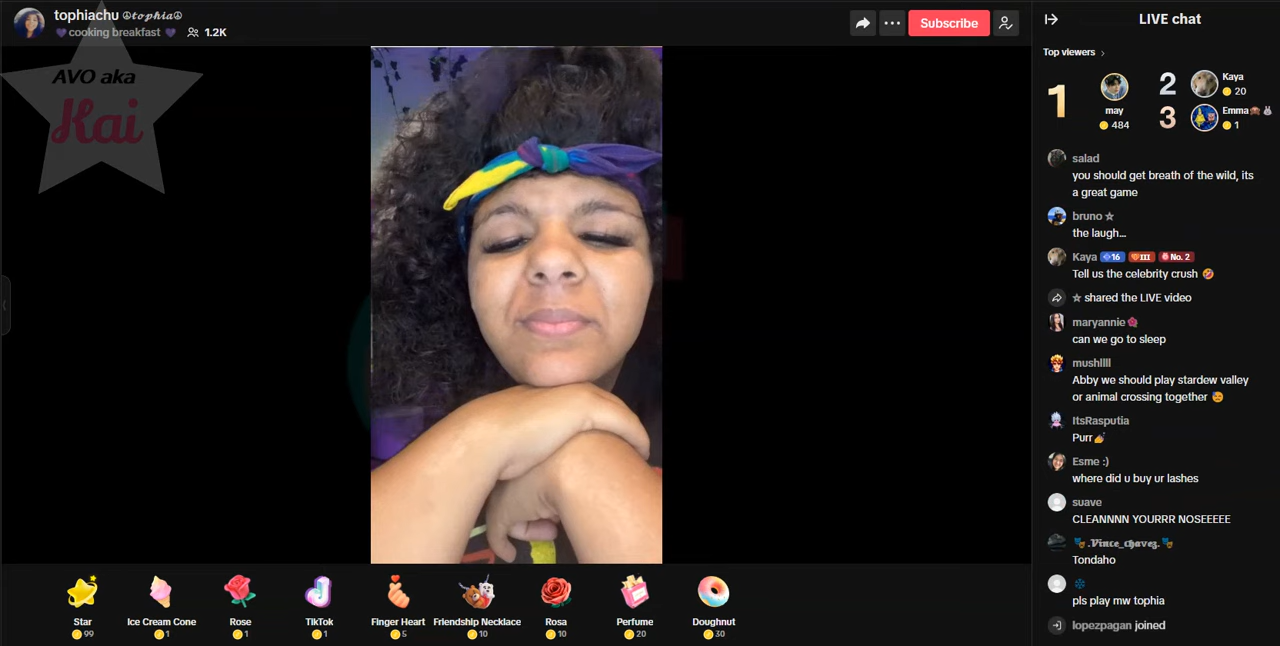 tophiachu ☮𝓽𝓸𝓹𝓱𝓲𝓪☮
💜cooking breakfast 💜 1.2K
Subscribe
AVO aka
Kai
LIVE chat
Top viewers >
1 may 484
2 Kaya 20
3 Emma🙈🐰 1
salad
you should get breath of the wild, its
a great game
bruno ☆
the laugh...
Kaya 16 III No. 2
Tell us the celebrity crush 🤣
☆ shared the LIVE video
maryannie🌺
can we go to sleep
mushllll
Abby we should play stardew valley
or animal crossing together 😼
ItsRasputia
Purr💅
Esme :)
where did u buy ur lashes
suave
CLEANNNN YOURRR NOSEEEEE
🎭.𝖁𝖎𝖓𝖈𝖊_𝖈𝖍𝖆𝖛𝖊𝖟.🎭
Tondaho
❄
pls play mw tophia
lopezpagan joined
Star
99
Ice Cream Cone
1
Rose
1
TikTok
1
Finger Heart
5
Friendship Necklace
10
Rosa
10
Perfume
20
Doughnut
30